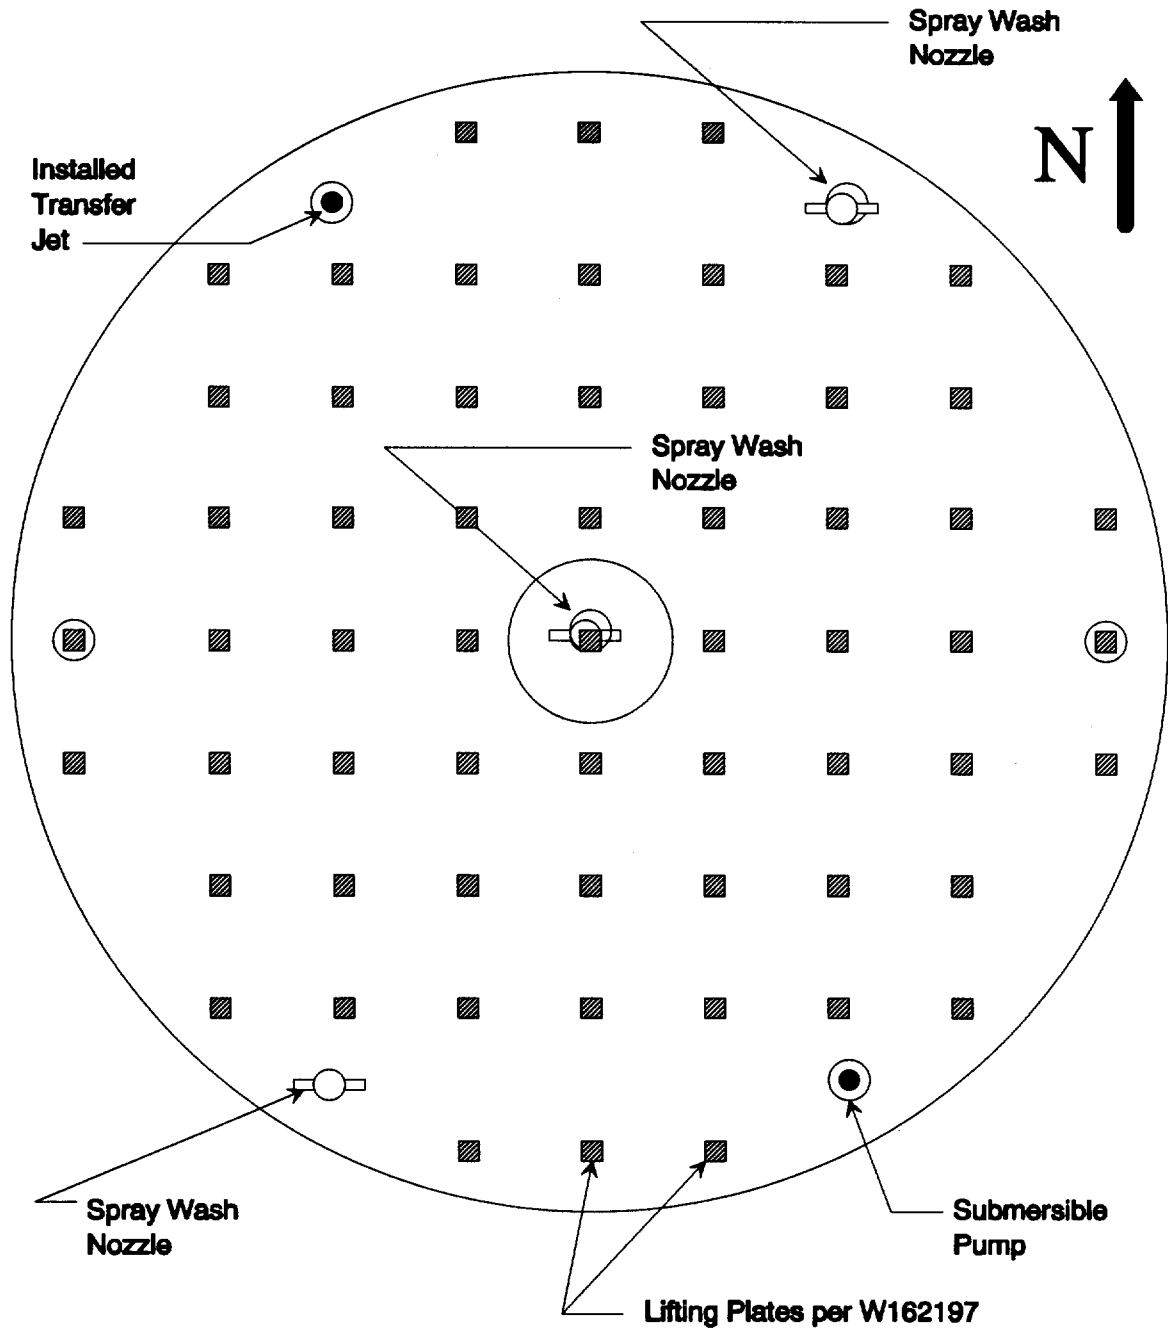 Spray Wash
Nozzle
N
Installed
Transfer
Jet
Spray Wash
Nozzle
Spray Wash
Nozzle
Submersible
Pump
Lifting Plates per W162197